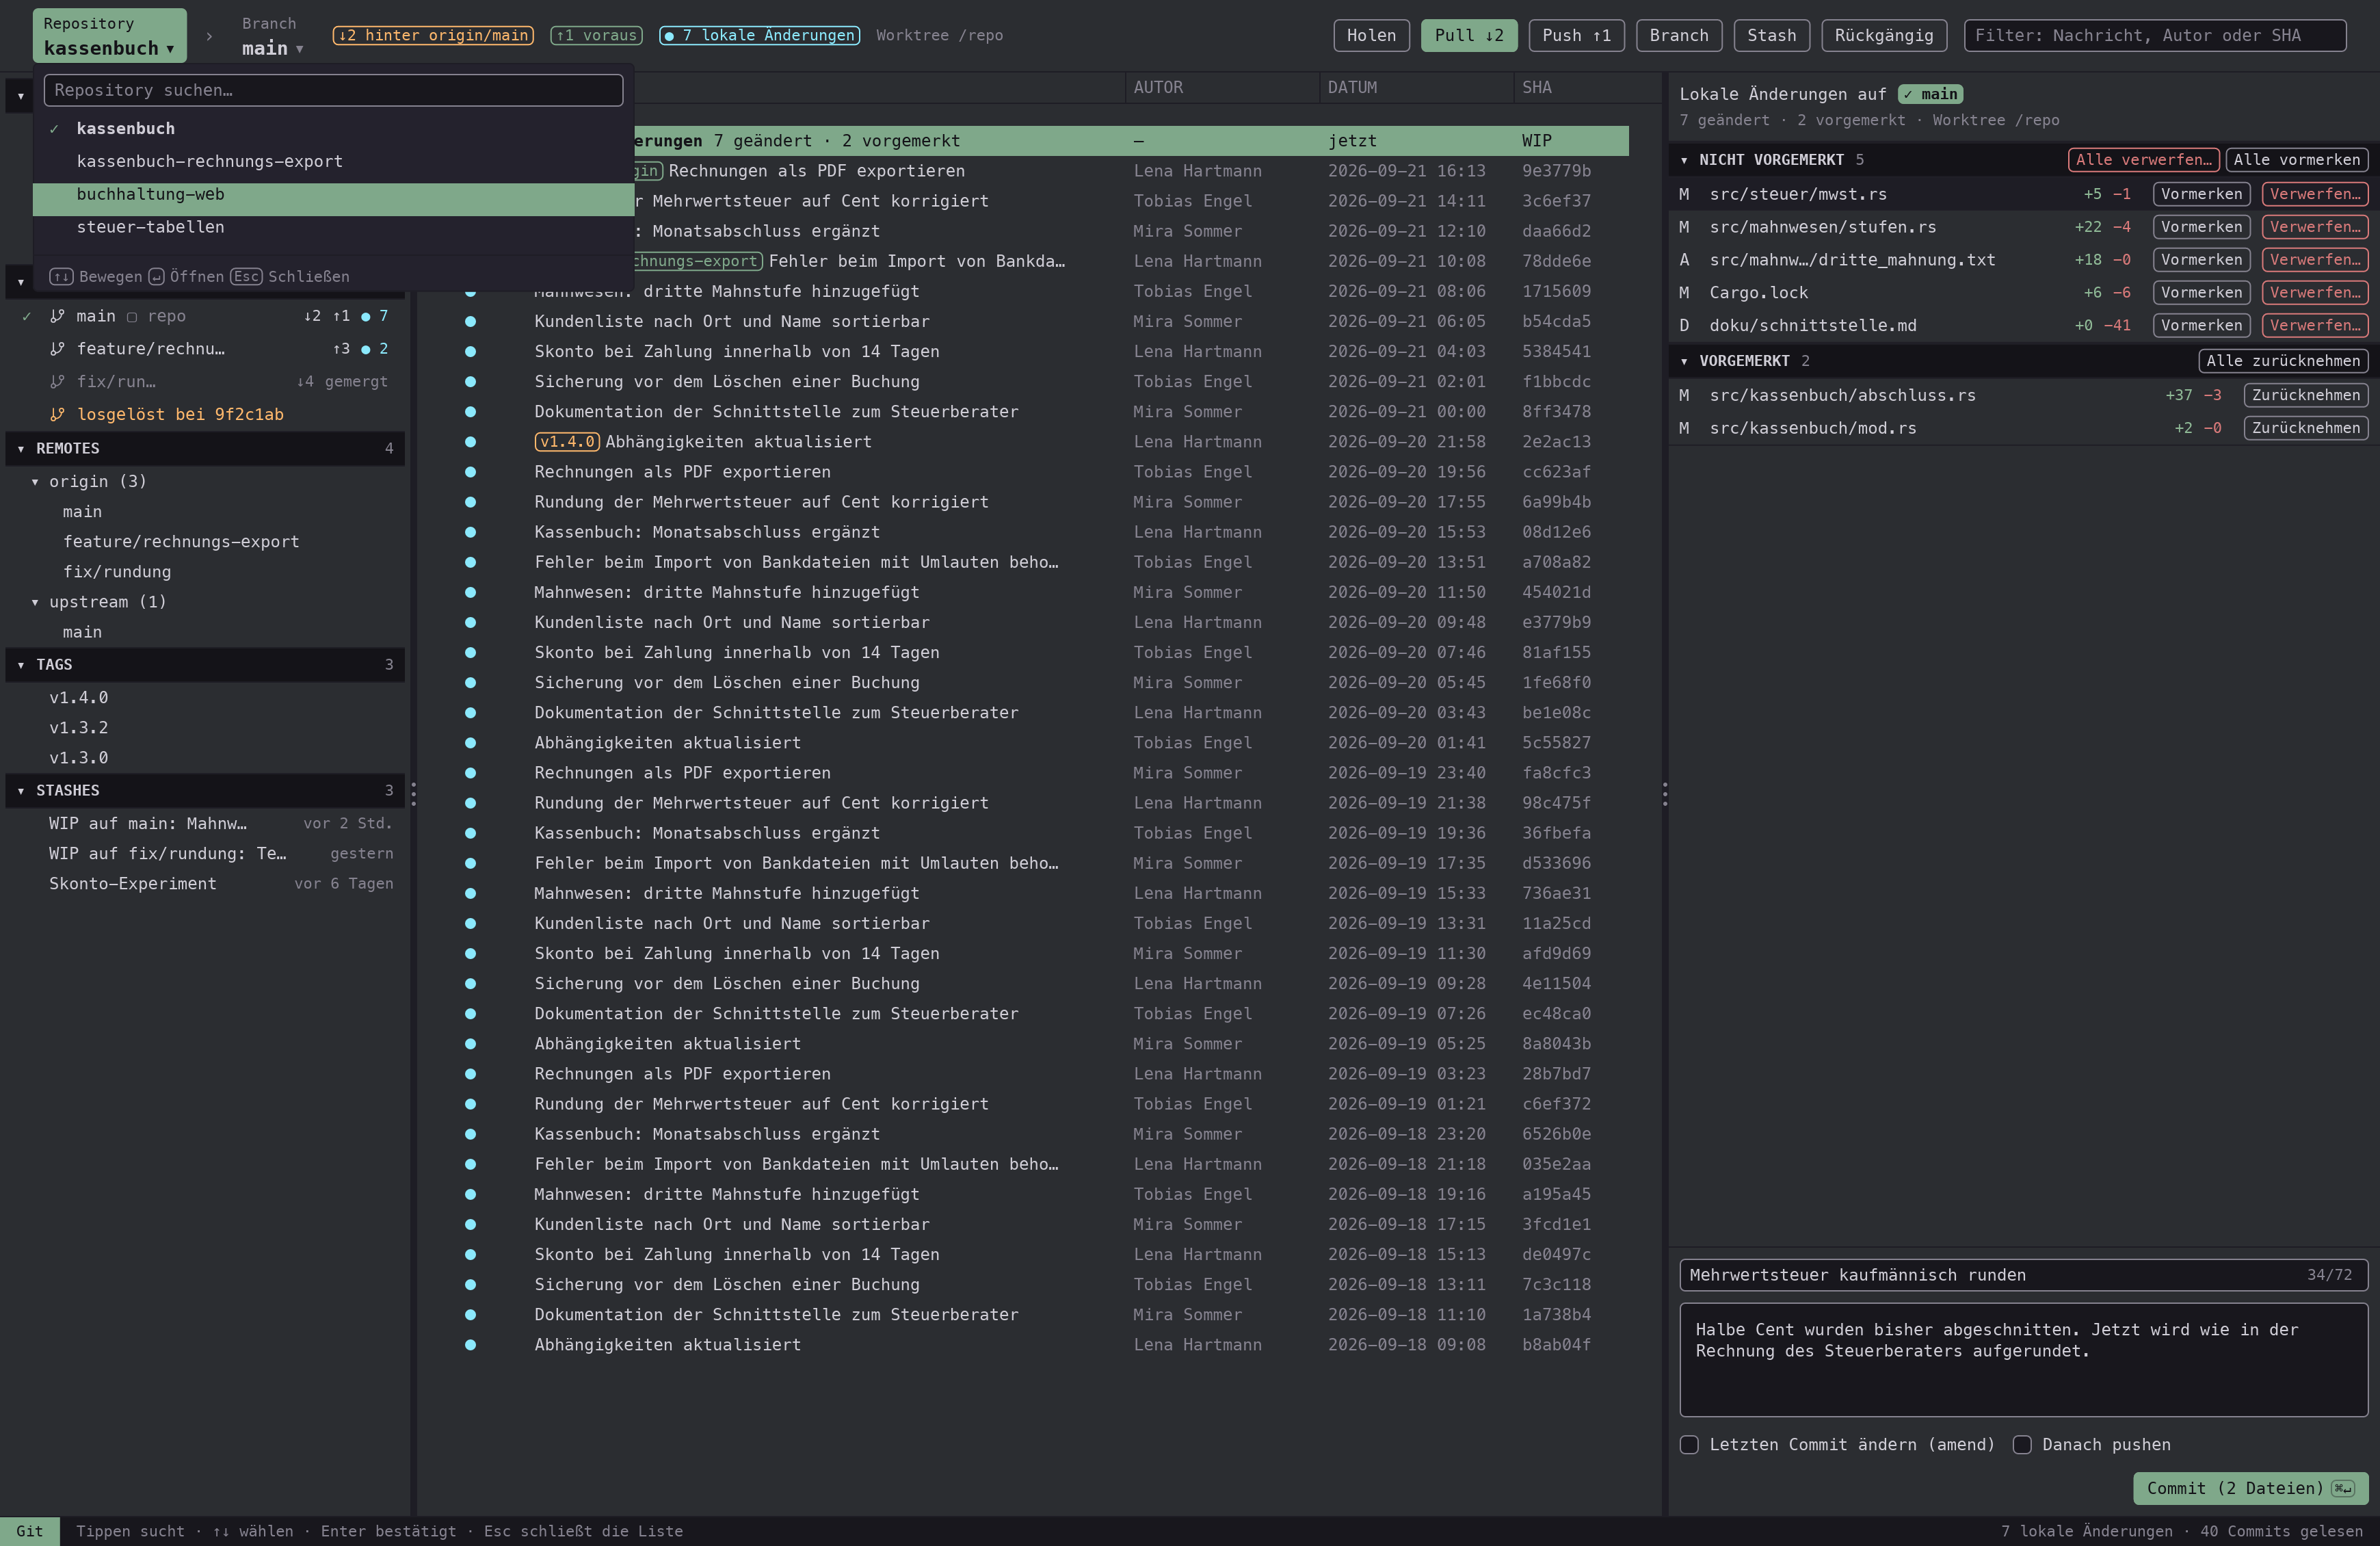 Repository
kassenbuch ▾
›
Branch
main ▾
↓2 hinter origin/main
↑1 voraus
● 7 lokale Änderungen
Worktree /repo
Holen
Pull ↓2
Push ↑1
Branch
Stash
Rückgängig
Filter: Nachricht, Autor oder SHA
Repository suchen…
✓ kassenbuch
kassenbuch-rechnungs-export
buchhaltung-web
steuer-tabellen
↑↓ Bewegen ↵ Öffnen Esc Schließen
✓ main ▢ repo ↓2 ↑1 ● 7
feature/rechnu… ↑3 ● 2
fix/run… ↓4 gemergt
losgelöst bei 9f2c1ab
▾ REMOTES 4
▾ origin (3)
main
feature/rechnungs-export
fix/rundung
▾ upstream (1)
main
▾ TAGS 3
v1.4.0
v1.3.2
v1.3.0
▾ STASHES 3
WIP auf main: Mahnw… vor 2 Std.
WIP auf fix/rundung: Te… gestern
Skonto-Experiment vor 6 Tagen
AUTOR DATUM SHA
erungen 7 geändert · 2 vorgemerkt — jetzt WIP
gin Rechnungen als PDF exportieren Lena Hartmann 2026-09-21 16:13 9e3779b
r Mehrwertsteuer auf Cent korrigiert Tobias Engel 2026-09-21 14:11 3c6ef37
: Monatsabschluss ergänzt Mira Sommer 2026-09-21 12:10 daa66d2
chnungs-export Fehler beim Import von Bankda… Lena Hartmann 2026-09-21 10:08 78dde6e
Mahnwesen: dritte Mahnstufe hinzugefügt Tobias Engel 2026-09-21 08:06 1715609
Kundenliste nach Ort und Name sortierbar Mira Sommer 2026-09-21 06:05 b54cda5
Skonto bei Zahlung innerhalb von 14 Tagen Lena Hartmann 2026-09-21 04:03 5384541
Sicherung vor dem Löschen einer Buchung Tobias Engel 2026-09-21 02:01 f1bbcdc
Dokumentation der Schnittstelle zum Steuerberater Mira Sommer 2026-09-21 00:00 8ff3478
v1.4.0 Abhängigkeiten aktualisiert Lena Hartmann 2026-09-20 21:58 2e2ac13
Rechnungen als PDF exportieren Tobias Engel 2026-09-20 19:56 cc623af
Rundung der Mehrwertsteuer auf Cent korrigiert Mira Sommer 2026-09-20 17:55 6a99b4b
Kassenbuch: Monatsabschluss ergänzt Lena Hartmann 2026-09-20 15:53 08d12e6
Fehler beim Import von Bankdateien mit Umlauten beho… Tobias Engel 2026-09-20 13:51 a708a82
Mahnwesen: dritte Mahnstufe hinzugefügt Mira Sommer 2026-09-20 11:50 454021d
Kundenliste nach Ort und Name sortierbar Lena Hartmann 2026-09-20 09:48 e3779b9
Skonto bei Zahlung innerhalb von 14 Tagen Tobias Engel 2026-09-20 07:46 81af155
Sicherung vor dem Löschen einer Buchung Mira Sommer 2026-09-20 05:45 1fe68f0
Dokumentation der Schnittstelle zum Steuerberater Lena Hartmann 2026-09-20 03:43 be1e08c
Abhängigkeiten aktualisiert Tobias Engel 2026-09-20 01:41 5c55827
Rechnungen als PDF exportieren Mira Sommer 2026-09-19 23:40 fa8cfc3
Rundung der Mehrwertsteuer auf Cent korrigiert Lena Hartmann 2026-09-19 21:38 98c475f
Kassenbuch: Monatsabschluss ergänzt Tobias Engel 2026-09-19 19:36 36fbefa
Fehler beim Import von Bankdateien mit Umlauten beho… Mira Sommer 2026-09-19 17:35 d533696
Mahnwesen: dritte Mahnstufe hinzugefügt Lena Hartmann 2026-09-19 15:33 736ae31
Kundenliste nach Ort und Name sortierbar Tobias Engel 2026-09-19 13:31 11a25cd
Skonto bei Zahlung innerhalb von 14 Tagen Mira Sommer 2026-09-19 11:30 afd9d69
Sicherung vor dem Löschen einer Buchung Lena Hartmann 2026-09-19 09:28 4e11504
Dokumentation der Schnittstelle zum Steuerberater Tobias Engel 2026-09-19 07:26 ec48ca0
Abhängigkeiten aktualisiert Mira Sommer 2026-09-19 05:25 8a8043b
Rechnungen als PDF exportieren Lena Hartmann 2026-09-19 03:23 28b7bd7
Rundung der Mehrwertsteuer auf Cent korrigiert Tobias Engel 2026-09-19 01:21 c6ef372
Kassenbuch: Monatsabschluss ergänzt Mira Sommer 2026-09-18 23:20 6526b0e
Fehler beim Import von Bankdateien mit Umlauten beho… Lena Hartmann 2026-09-18 21:18 035e2aa
Mahnwesen: dritte Mahnstufe hinzugefügt Tobias Engel 2026-09-18 19:16 a195a45
Kundenliste nach Ort und Name sortierbar Mira Sommer 2026-09-18 17:15 3fcd1e1
Skonto bei Zahlung innerhalb von 14 Tagen Lena Hartmann 2026-09-18 15:13 de0497c
Sicherung vor dem Löschen einer Buchung Tobias Engel 2026-09-18 13:11 7c3c118
Dokumentation der Schnittstelle zum Steuerberater Mira Sommer 2026-09-18 11:10 1a738b4
Abhängigkeiten aktualisiert Lena Hartmann 2026-09-18 09:08 b8ab04f
Lokale Änderungen auf ✓ main
7 geändert · 2 vorgemerkt · Worktree /repo
▾ NICHT VORGEMERKT 5 Alle verwerfen… Alle vormerken
M src/steuer/mwst.rs +5 −1 Vormerken Verwerfen…
M src/mahnwesen/stufen.rs +22 −4 Vormerken Verwerfen…
A src/mahnw…/dritte_mahnung.txt +18 −0 Vormerken Verwerfen…
M Cargo.lock +6 −6 Vormerken Verwerfen…
D doku/schnittstelle.md +0 −41 Vormerken Verwerfen…
▾ VORGEMERKT 2 Alle zurücknehmen
M src/kassenbuch/abschluss.rs +37 −3 Zurücknehmen
M src/kassenbuch/mod.rs +2 −0 Zurücknehmen
Mehrwertsteuer kaufmännisch runden 34/72
Halbe Cent wurden bisher abgeschnitten. Jetzt wird wie in der
Rechnung des Steuerberaters aufgerundet.
Letzten Commit ändern (amend)
Danach pushen
Commit (2 Dateien) ⌘↵
Git
Tippen sucht · ↑↓ wählen · Enter bestätigt · Esc schließt die Liste
7 lokale Änderungen · 40 Commits gelesen